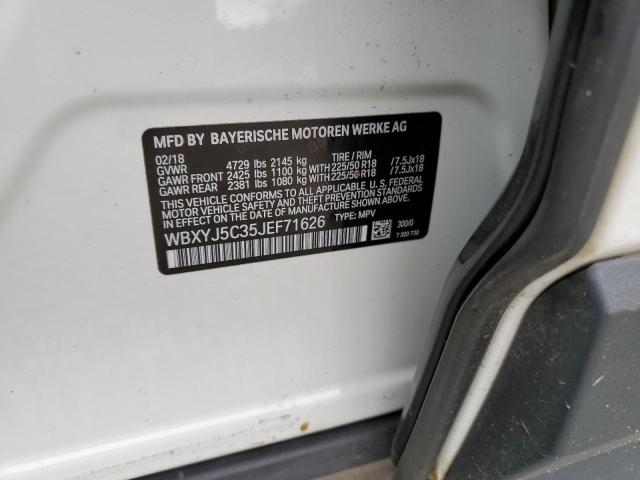 MFD BY BAYERISCHE MOTOREN WERKE AG
02/18
GVWR 4729 lbs 2145 kg TIRE / RIM
GAWR FRONT 2425 lbs 1100 kg WITH 225/50 R18 /7.5Jx18
GAWR REAR 2381 lbs 1080 kg WITH 225/50 R18 /7.5Jx18
THIS VEHICLE CONFORMS TO ALL APPLICABLE U.S. FEDERAL
MOTOR VEHICLE SAFETY AND THEFT PREVENTION STANDARDS
IN EFFECT ON THE DATE OF MANUFACTURE SHOWN ABOVE.
WBXYJ5C35JEF71626 TYPE: MPV
300/0
7 320 730